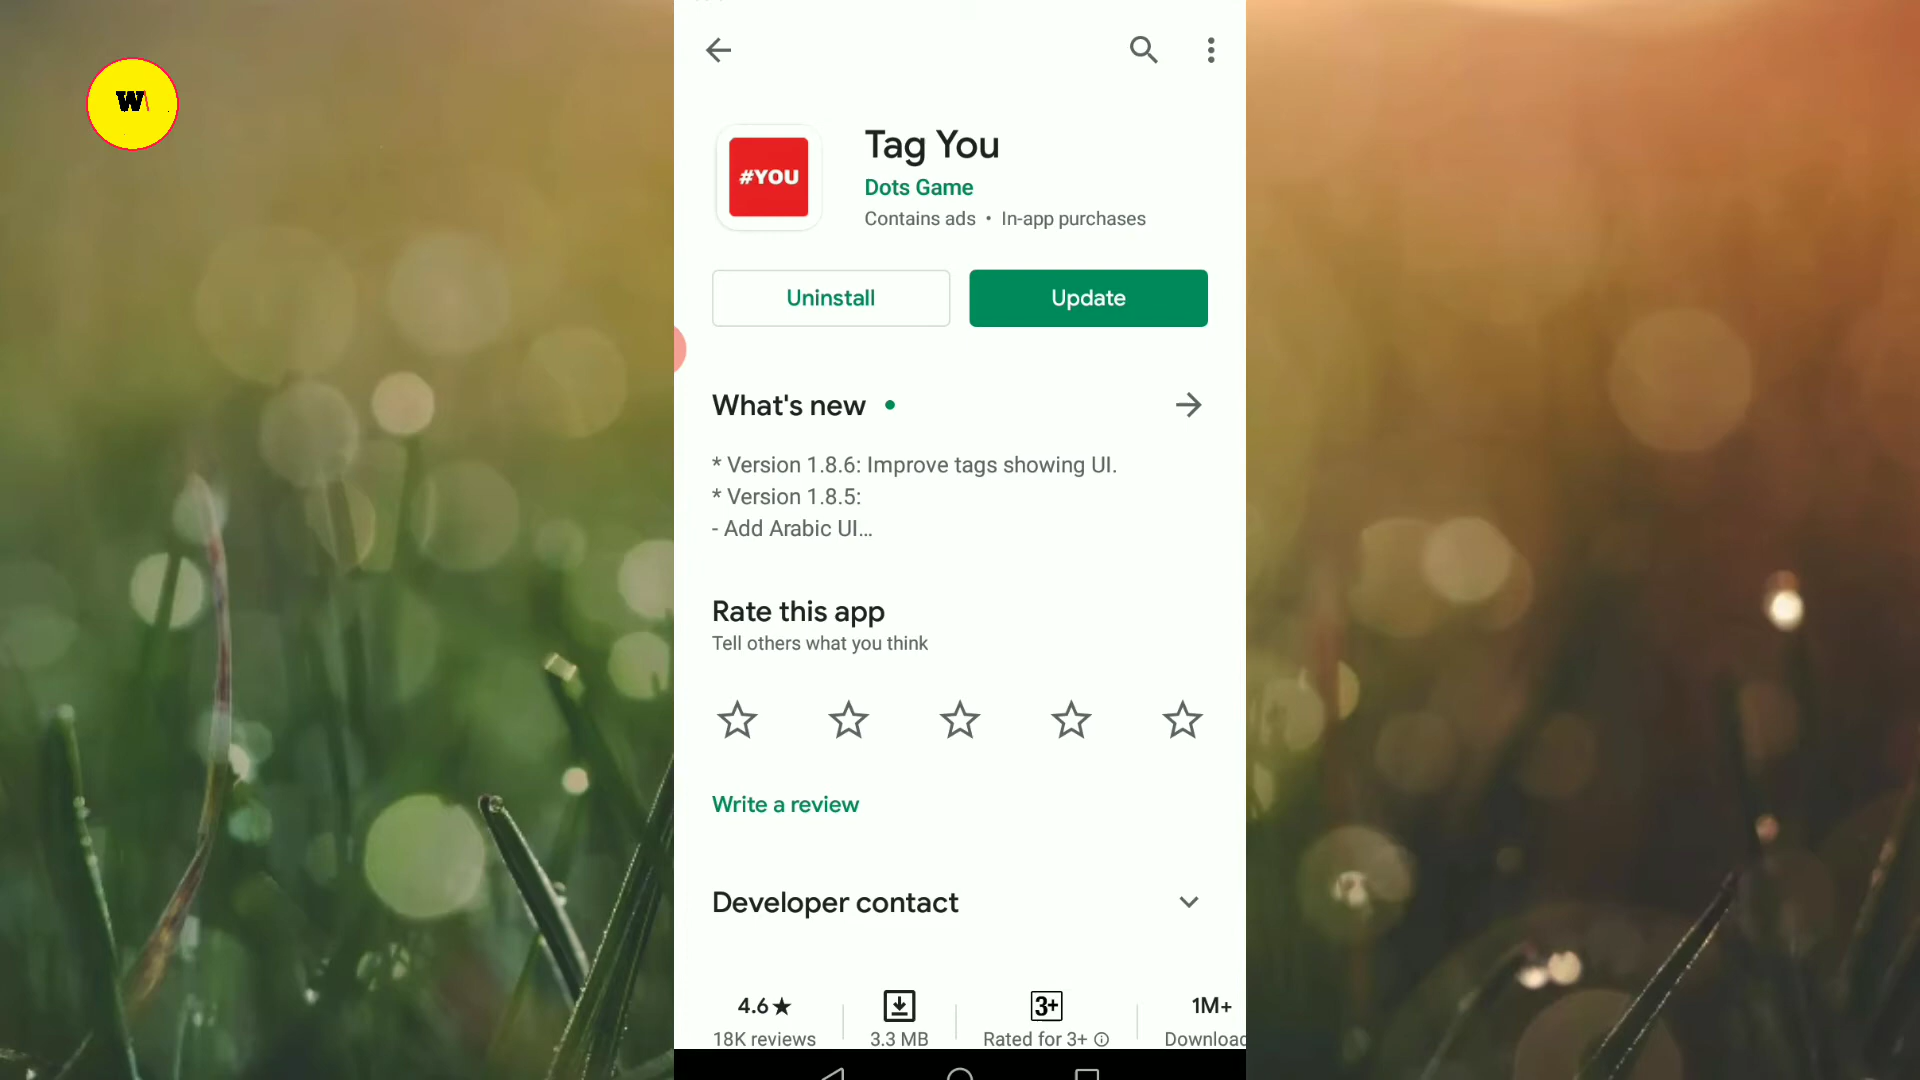 W
Tag You
#YOU
Dots Game
Contains ads • In-app purchases
Uninstall
Update
What's new •
* Version 1.8.6: Improve tags showing UI.
* Version 1.8.5:
- Add Arabic UI...
Rate this app
Tell others what you think
Write a review
Developer contact
4.6★
3+
1M+
18K reviews
3.3 MB
Rated for 3+
Download